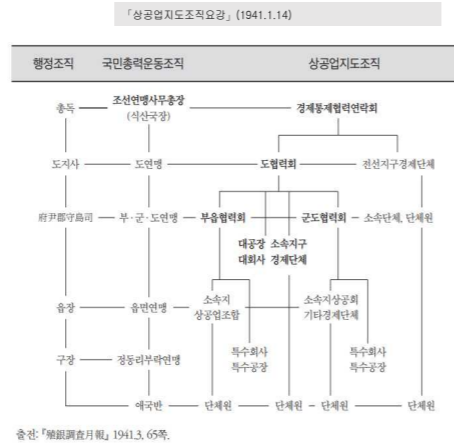 「상공업지도조직요강」(1941.1.14)
행정조직 국민총력운동조직 상공업지도조직
총독 조선연맹사무총장 (식산국장) 경제통제협력연락회
도지사 도연맹 도협력회 전선지구경제단체
府尹郡守島司 부·군·도연맹 부읍협력회 군도협력회 소속단체, 단체원
대공장 소속지구
대회사 경제단체
읍장 읍면연맹 소속지 상공업조합 소속지상공회 기타경제단체
구장 정동리부락연맹 특수회사 특수공장 특수회사 특수공장
애국반 단체원 단체원 단체원 단체원
출전: 『殖銀調査月報』 1941.3, 65쪽.